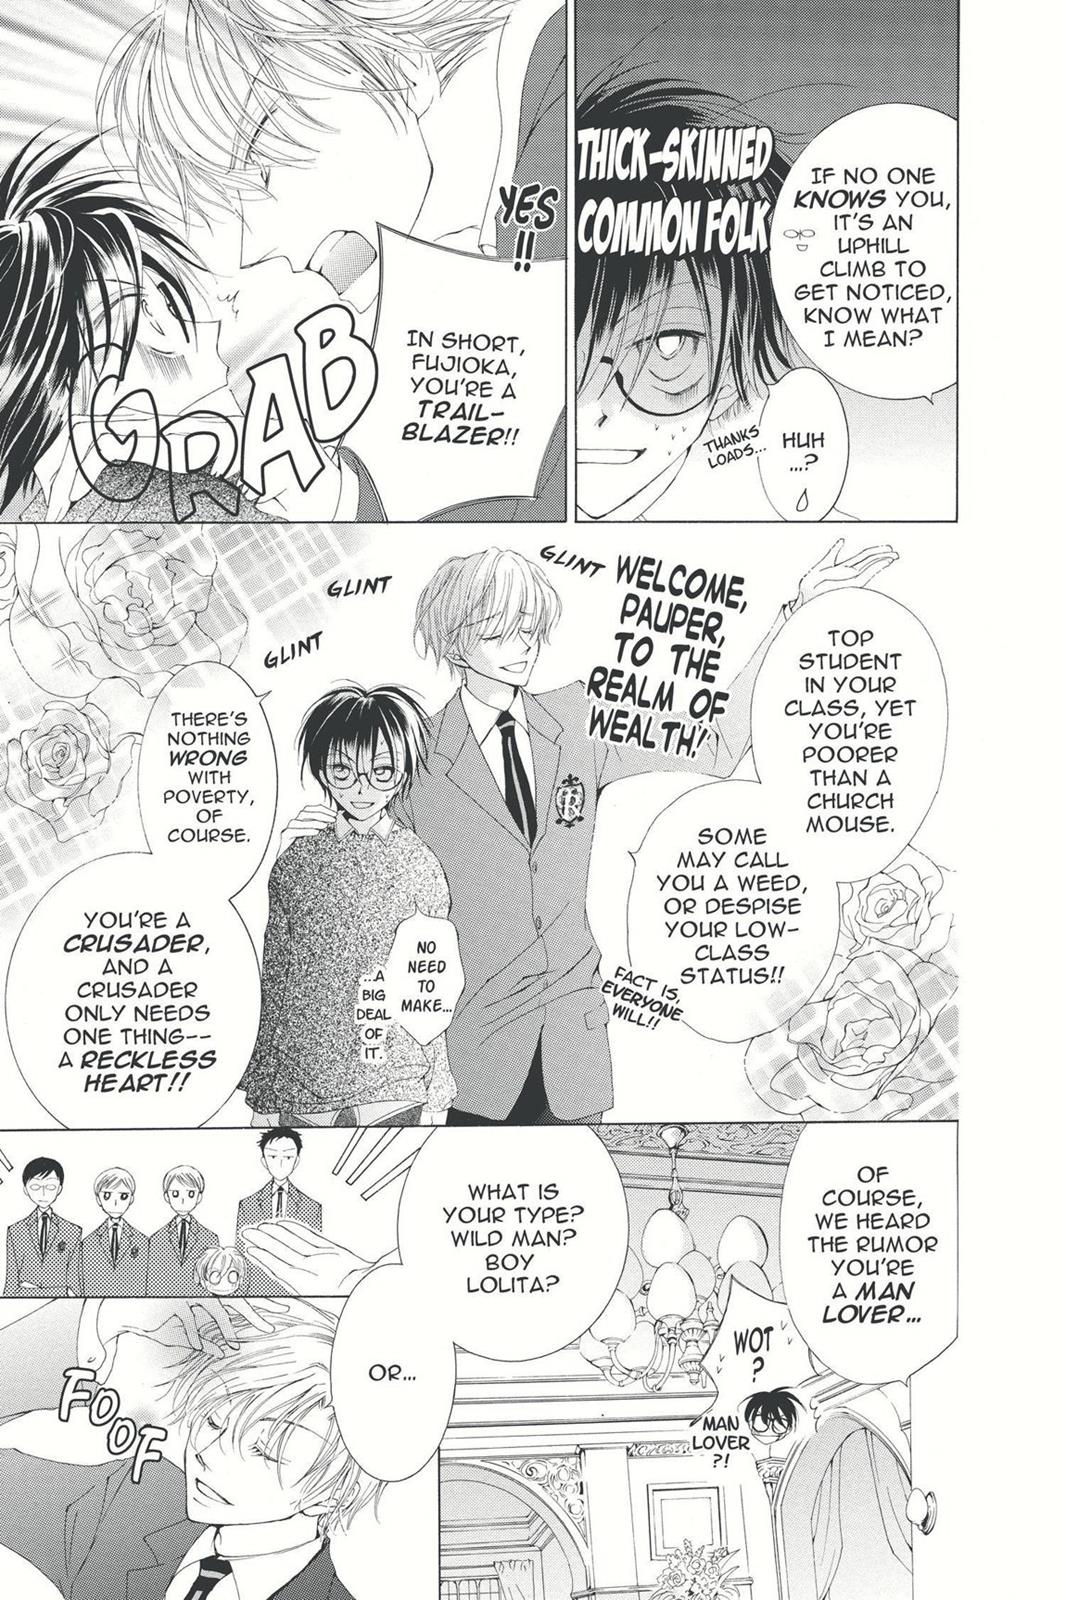 IF NO ONE
KNOWS YOU,
IT'S AN
UPHILL
CLIMB TO
GET NOTICED,
KNOW WHAT
I MEAN?
THICK-SKINNED
COMMON FOLK
HUH
...?
THANKS
LOADS...
YES
!!
IN SHORT,
FUJIOKA,
YOU'RE A
TRAIL-
BLAZER!!
GRAB
TOP
STUDENT
IN YOUR
CLASS, YET
YOU'RE
POORER
THAN A
CHURCH
MOUSE.
SOME
MAY CALL
YOU A WEED,
OR DESPISE
YOUR LOW-
CLASS
STATUS!!
FACT IS,
EVERYONE
WILL!!
WELCOME,
PAUPER,
TO THE
REALM OF
WEALTH!
GLINT
GLINT
GLINT
NO
NEED
TO
MAKE...
...A
BIG
DEAL
OF
IT.
THERE'S
NOTHING
WRONG
WITH
POVERTY,
OF
COURSE.
YOU'RE A
CRUSADER,
AND A
CRUSADER
ONLY NEEDS
ONE THING--
A RECKLESS
HEART!!
OF
COURSE,
WE HEARD
THE RUMOR
YOU'RE
A MAN
LOVER...
WOT
?
MAN
LOVER
?!
WHAT IS
YOUR TYPE?
WILD MAN?
BOY
LOLITA?
OR...
FOOF